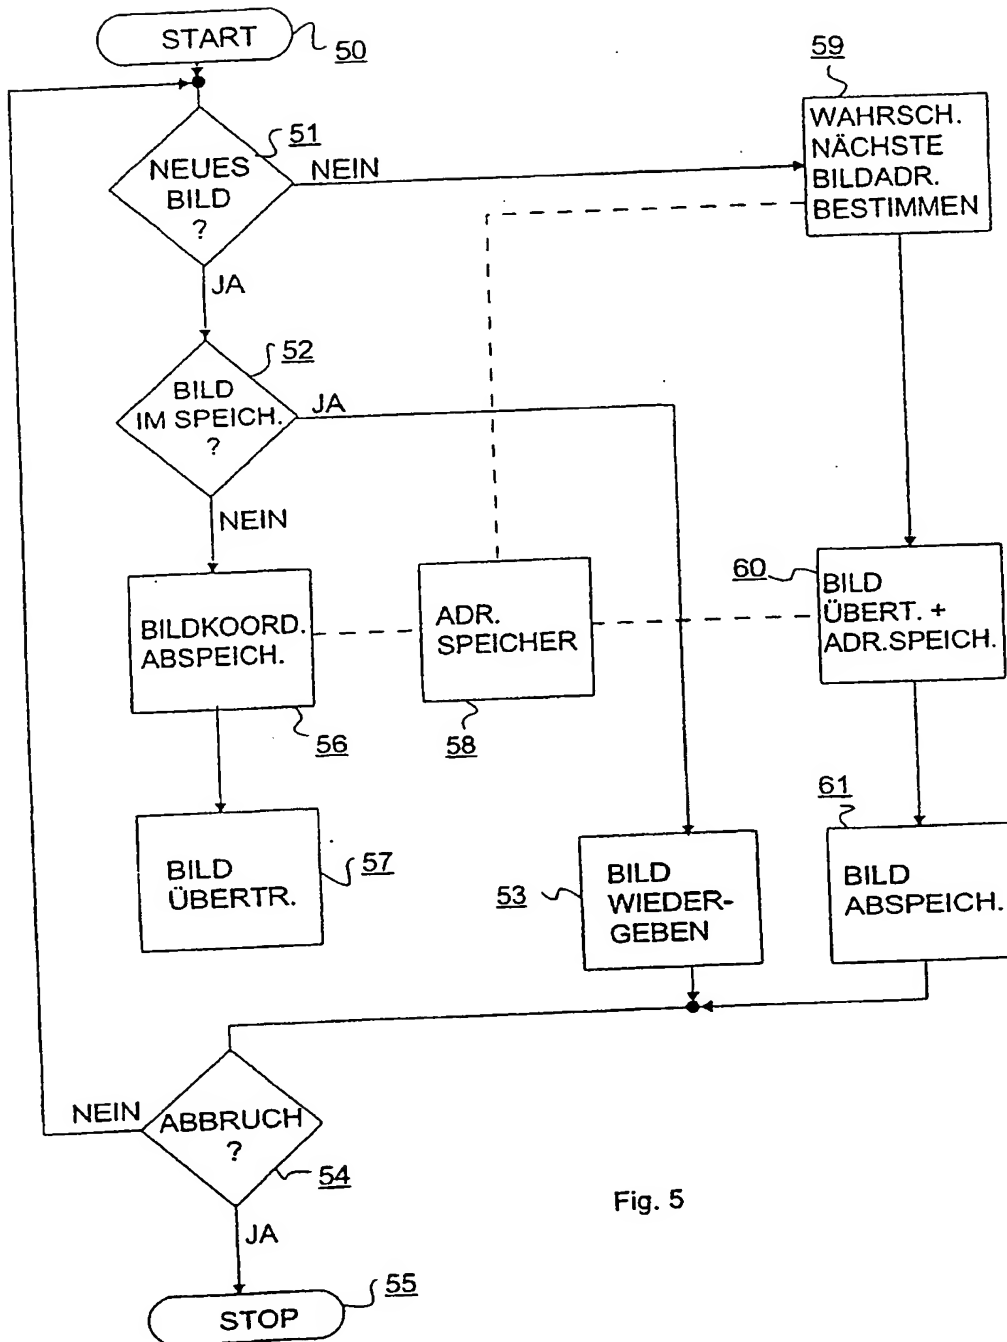 START
50
59
WAHRSCH.
NÄCHSTE
BILDADR.
BESTIMMEN
51
NEUES
BILD
?
NEIN
JA
52
BILD
IM SPEICH.
?
JA
NEIN
BILDKOORD.
ABSPEICH.
56
ADR.
SPEICHER
58
60
BILD
ÜBERT. +
ADR.SPEICH.
BILD
ÜBERTR.
57
53
BILD
WIEDER-
GEBEN
61
BILD
ABSPEICH.
NEIN
ABBRUCH
?
54
JA
Fig. 5
STOP
55